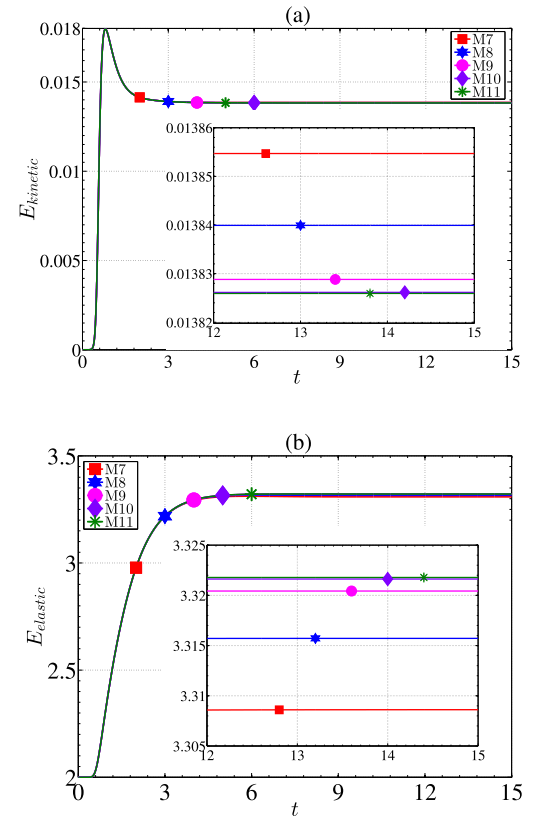 (a)
0.018
0.015
0.01
0.005
0
E_kinetic
M7
M8
M9
M10
M11
0.01386
0.01385
0.01384
0.01383
0.01382
12 13 14 15
0 3 6 9 12 15
t
(b)
3.5
3
2.5
2
E_elastic
M7
M8
M9
M10
M11
3.325
3.32
3.315
3.31
3.305
12 13 14 15
0 3 6 9 12 15
t